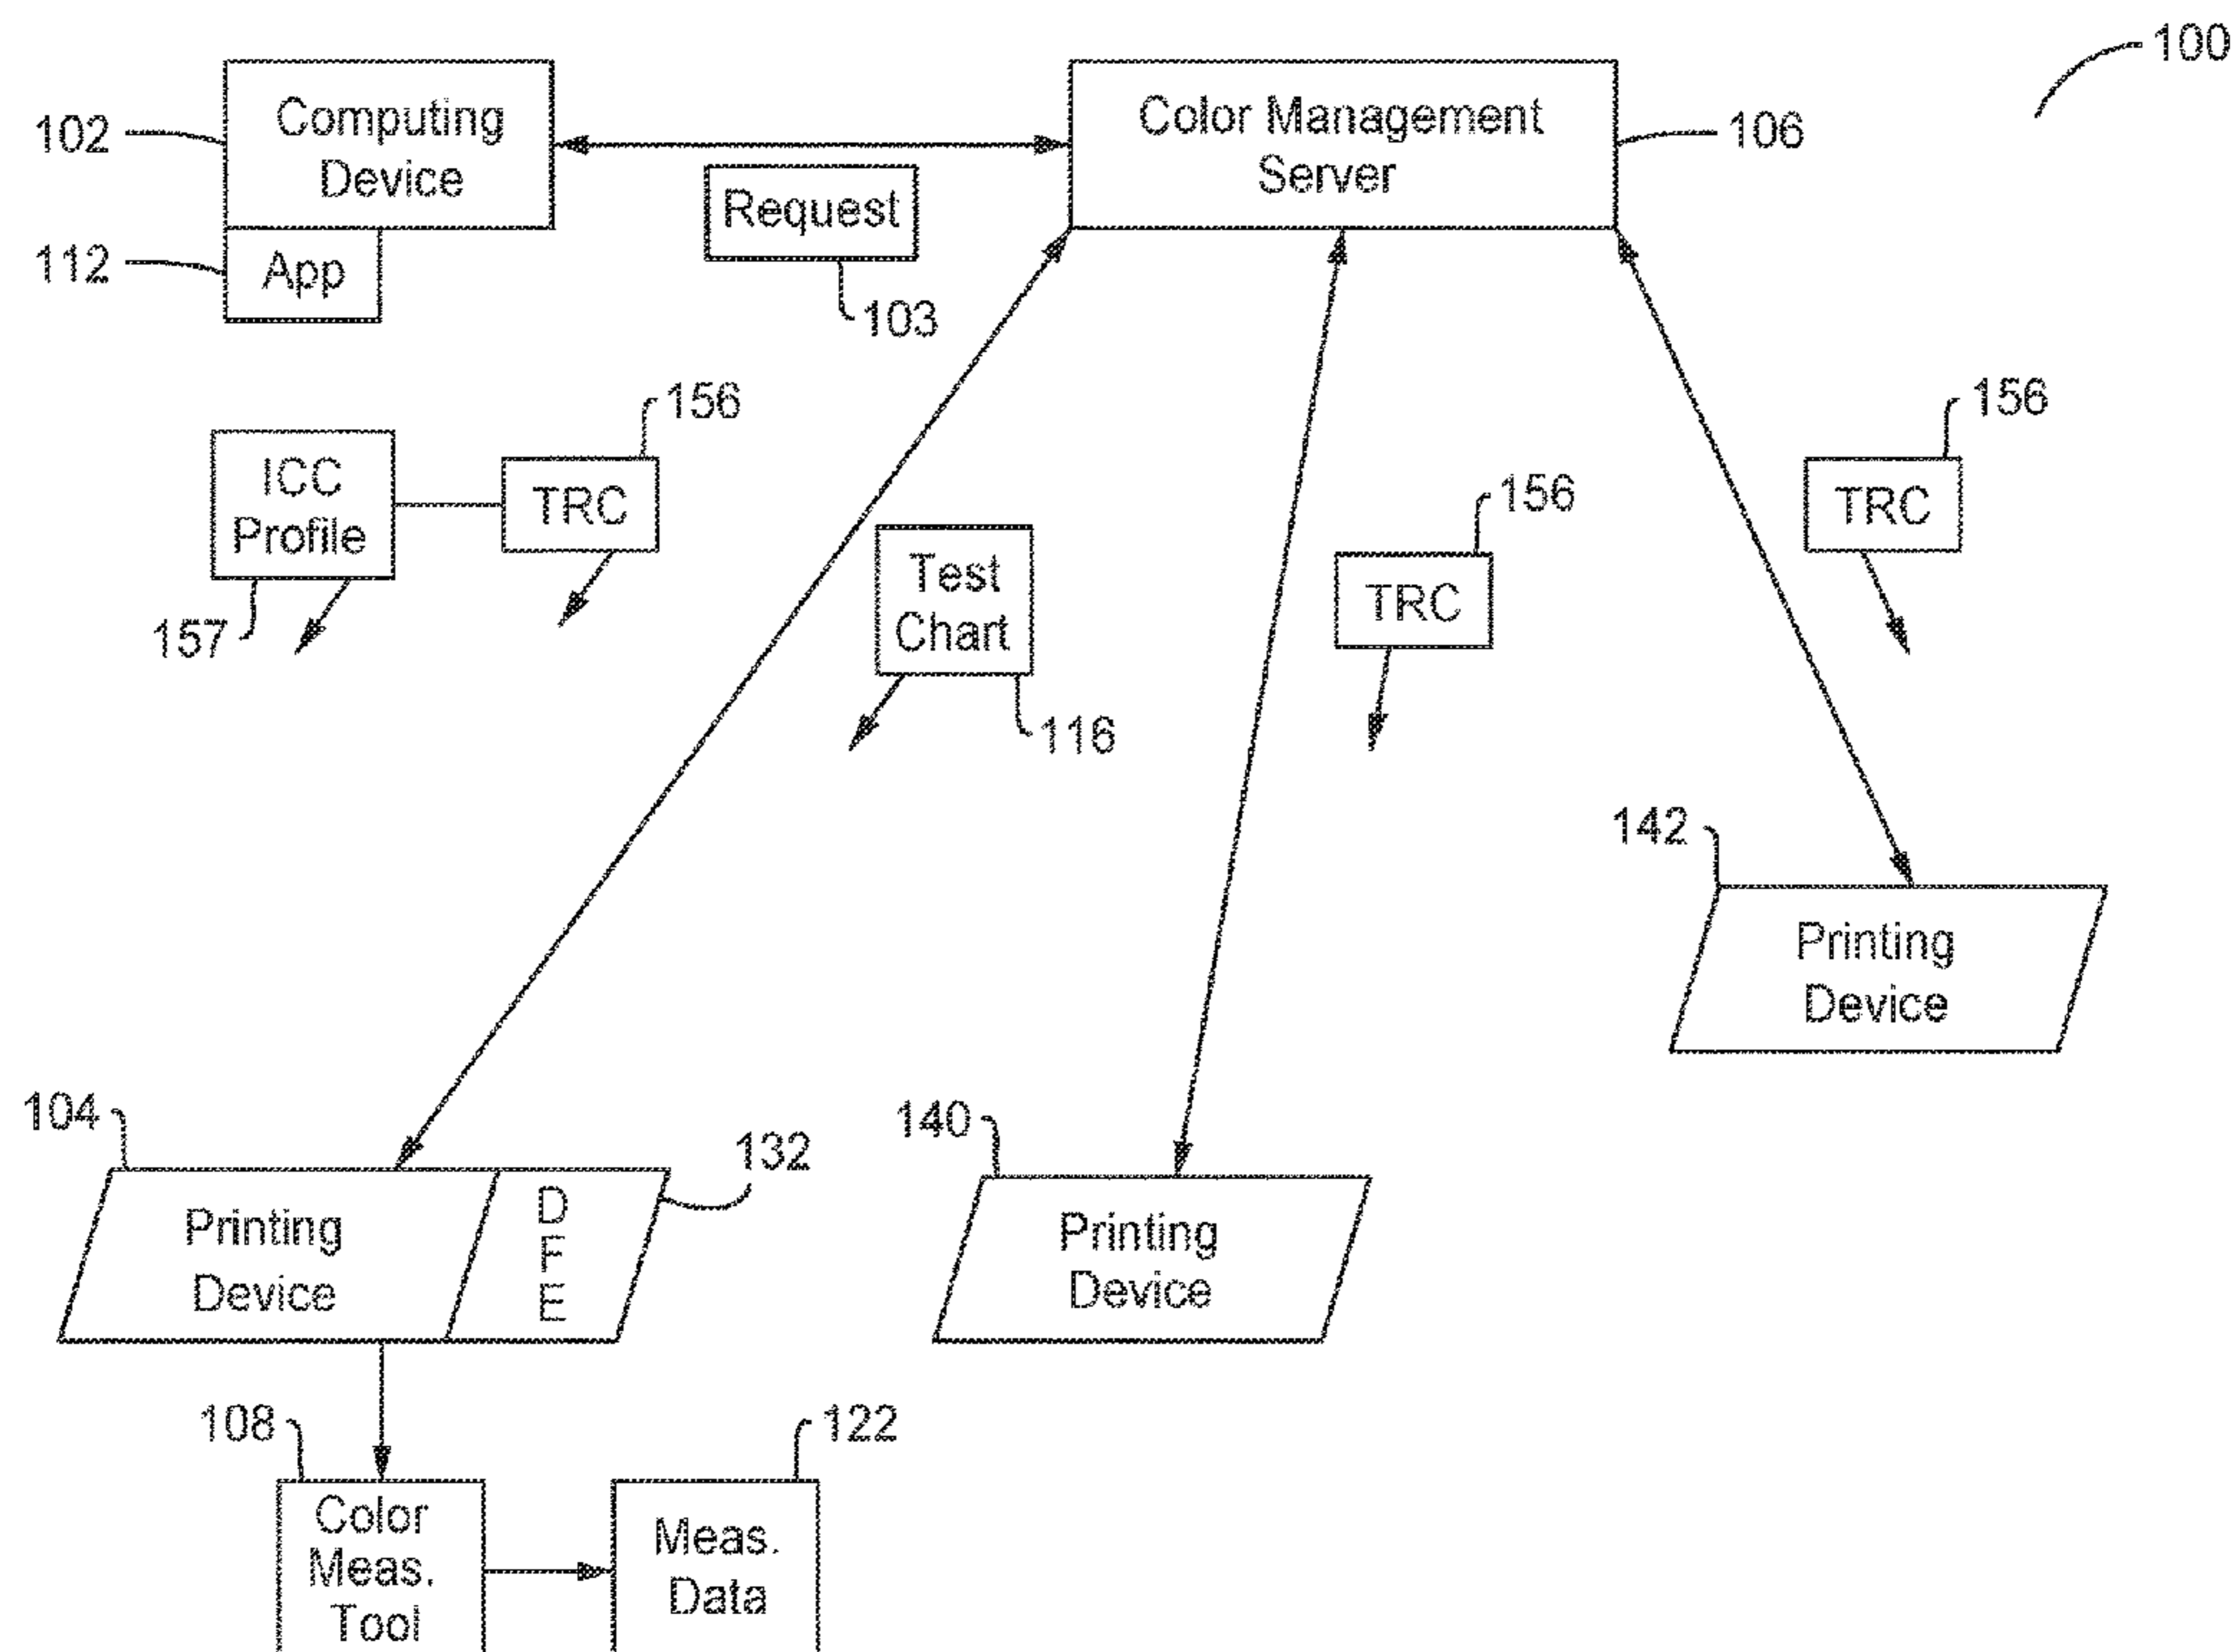 100
102
Computing
Device
Color Management
Server
106
Request
103
112
App
156
ICC
Profile
TRC
157
Test
Chart
116
156
TRC
156
TRC
142
Printing
Device
104
132
Printing
Device
D
F
E
140
Printing
Device
108
122
Color
Meas.
Tool
Meas.
Data